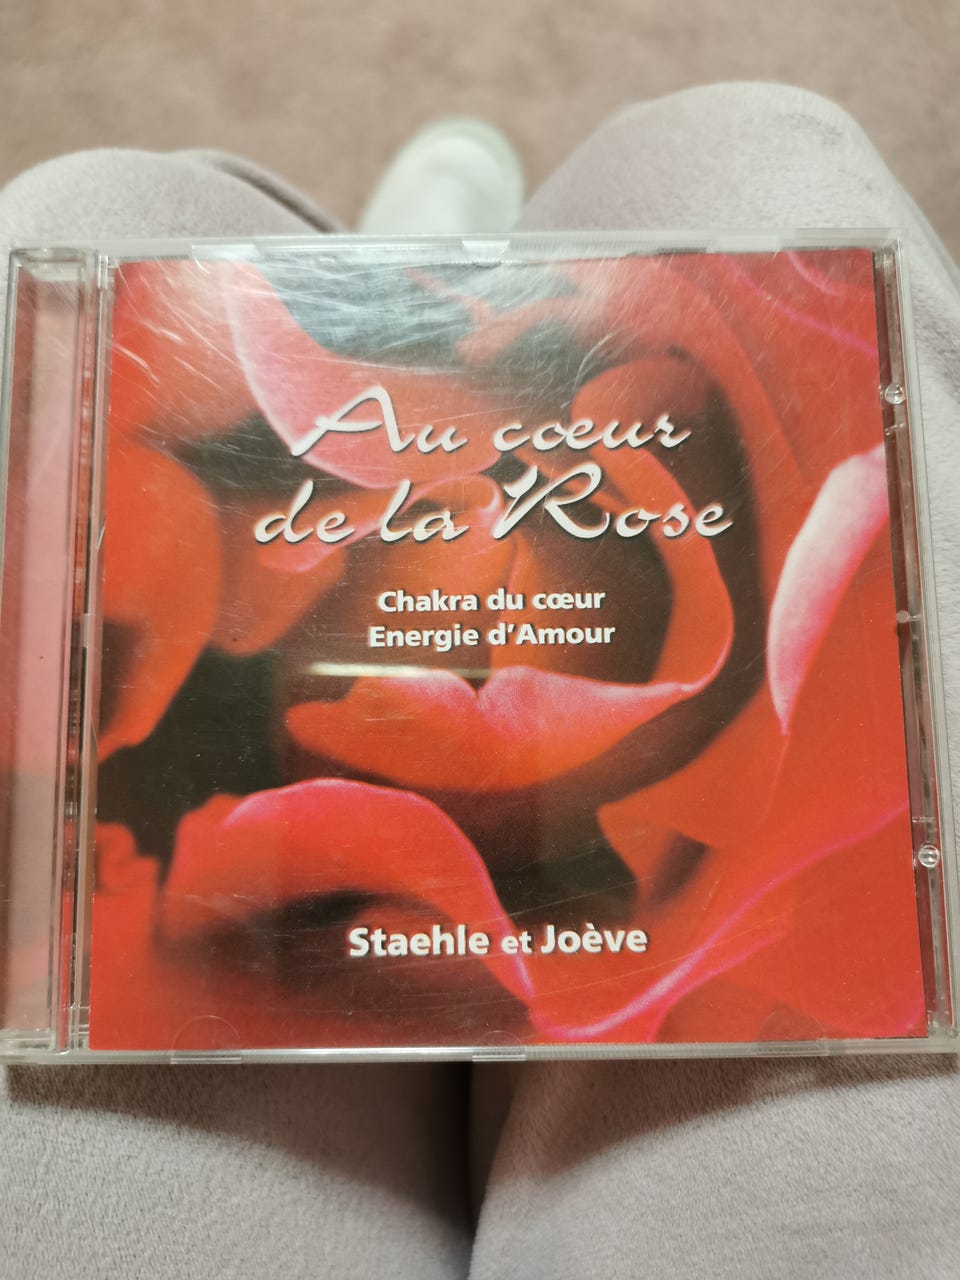 Au cœur
de la Rose
Chakra du cœur
Energie d'Amour
Staehle et Joève